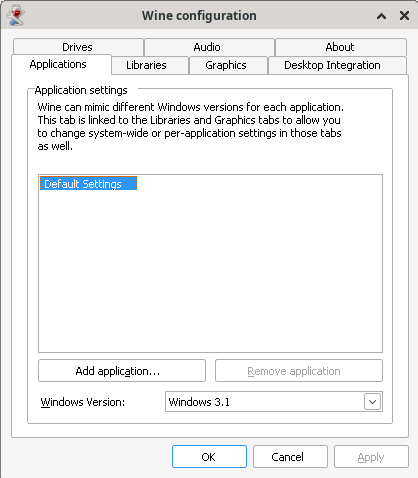 Wine configuration
Drives
Audio
About
Applications
Libraries
Graphics
Desktop Integration
Application settings
Wine can mimic different Windows versions for each application.
This tab is linked to the Libraries and Graphics tabs to allow you
to change system-wide or per-application settings in those tabs
as well.
Default Settings
Add application...
Remove application
Windows Version:
Windows 3.1
OK
Cancel
Apply